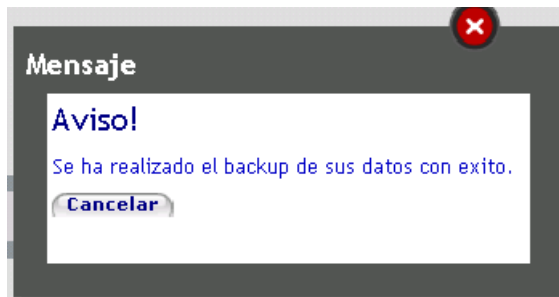 Mensaje
Aviso!
Se ha realizado el backup de sus datos con exito.
Cancelar